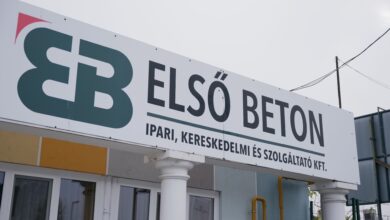 EB ELSŐ BETON
IPARI, KERESKEDELMI ÉS SZOLGÁLTATÓ KFT.